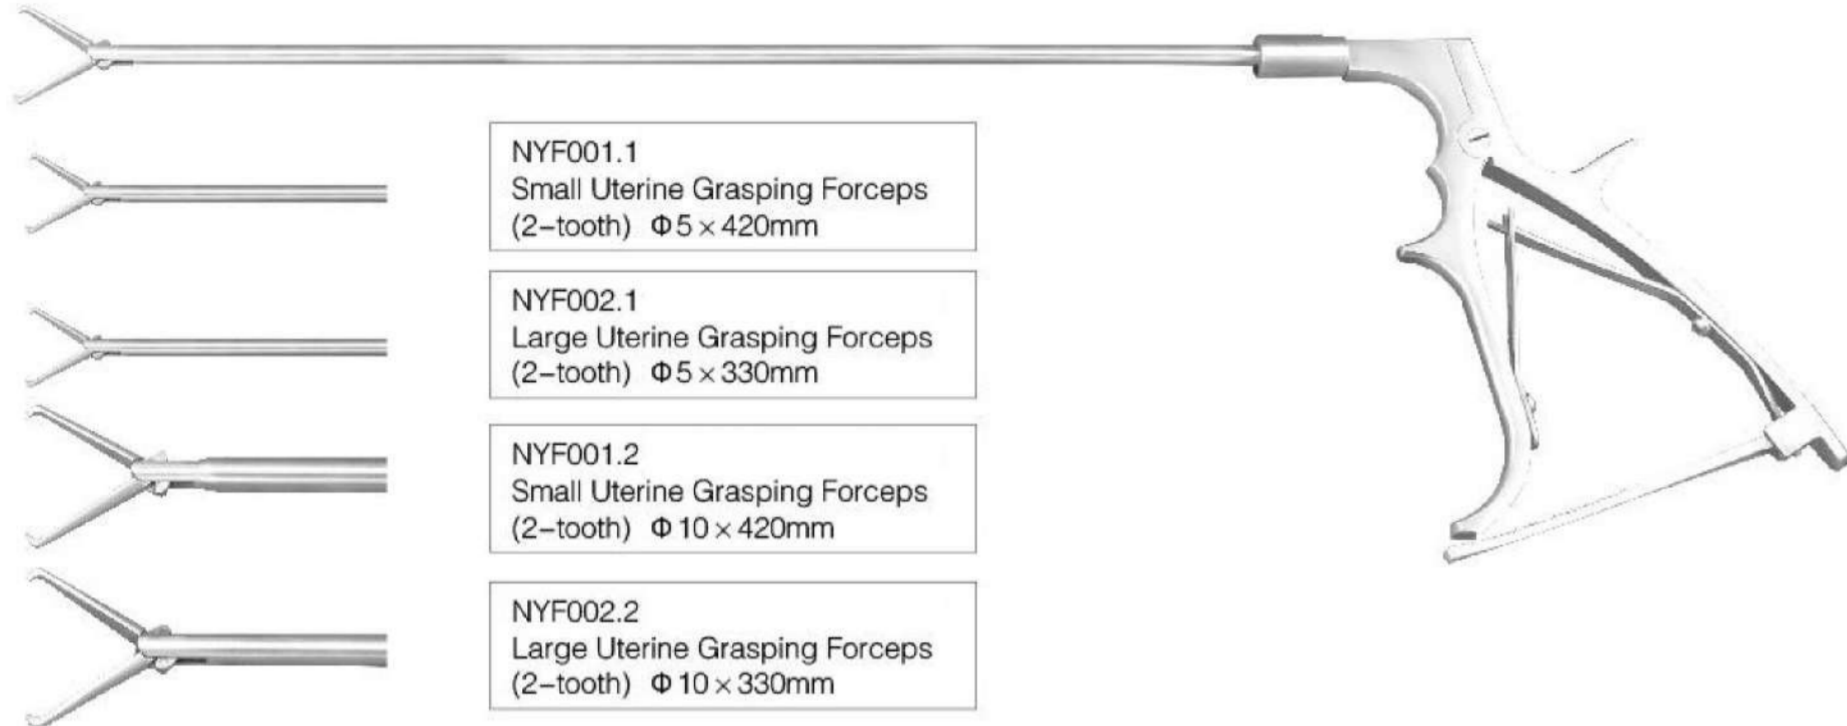 NYF001.1
Small Uterine Grasping Forceps
(2-tooth) Φ5×420mm
NYF002.1
Large Uterine Grasping Forceps
(2-tooth) Φ5×330mm
NYF001.2
Small Uterine Grasping Forceps
(2-tooth) Φ10×420mm
NYF002.2
Large Uterine Grasping Forceps
(2-tooth) Φ10×330mm